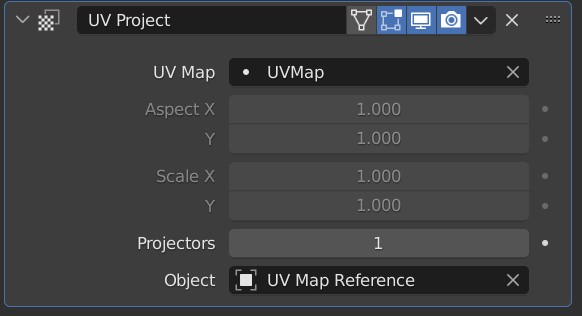 UV Project
UV Map UVMap
Aspect X 1.000
Y 1.000
Scale X 1.000
Y 1.000
Projectors 1
Object UV Map Reference